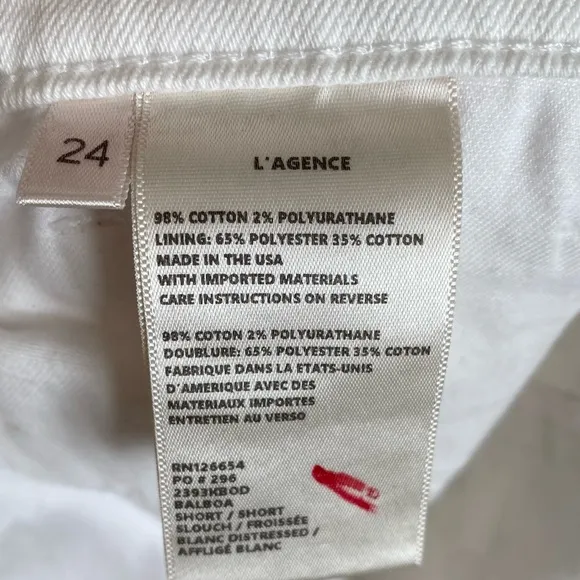 24
L'AGENCE
98% COTTON 2% POLYURATHANE
LINING: 65% POLYESTER 35% COTTON
MADE IN THE USA
WITH IMPORTED MATERIALS
CARE INSTRUCTIONS ON REVERSE
98% COTON 2% POLYURATHANE
DOUBLURE: 65% POLYESTER 35% COTON
FABRIQUE DANS LA ETATS-UNIS
D'AMERIQUE AVEC DES
MATERIAUX IMPORTES
ENTRETIEN AU VERSO
RN126654
PO # 296
2393KBOD
BALBOA
SHORT / SHORT
SLOUCH / FROISSÉE
BLANC DISTRESSED /
AFFLIGÉ BLANC